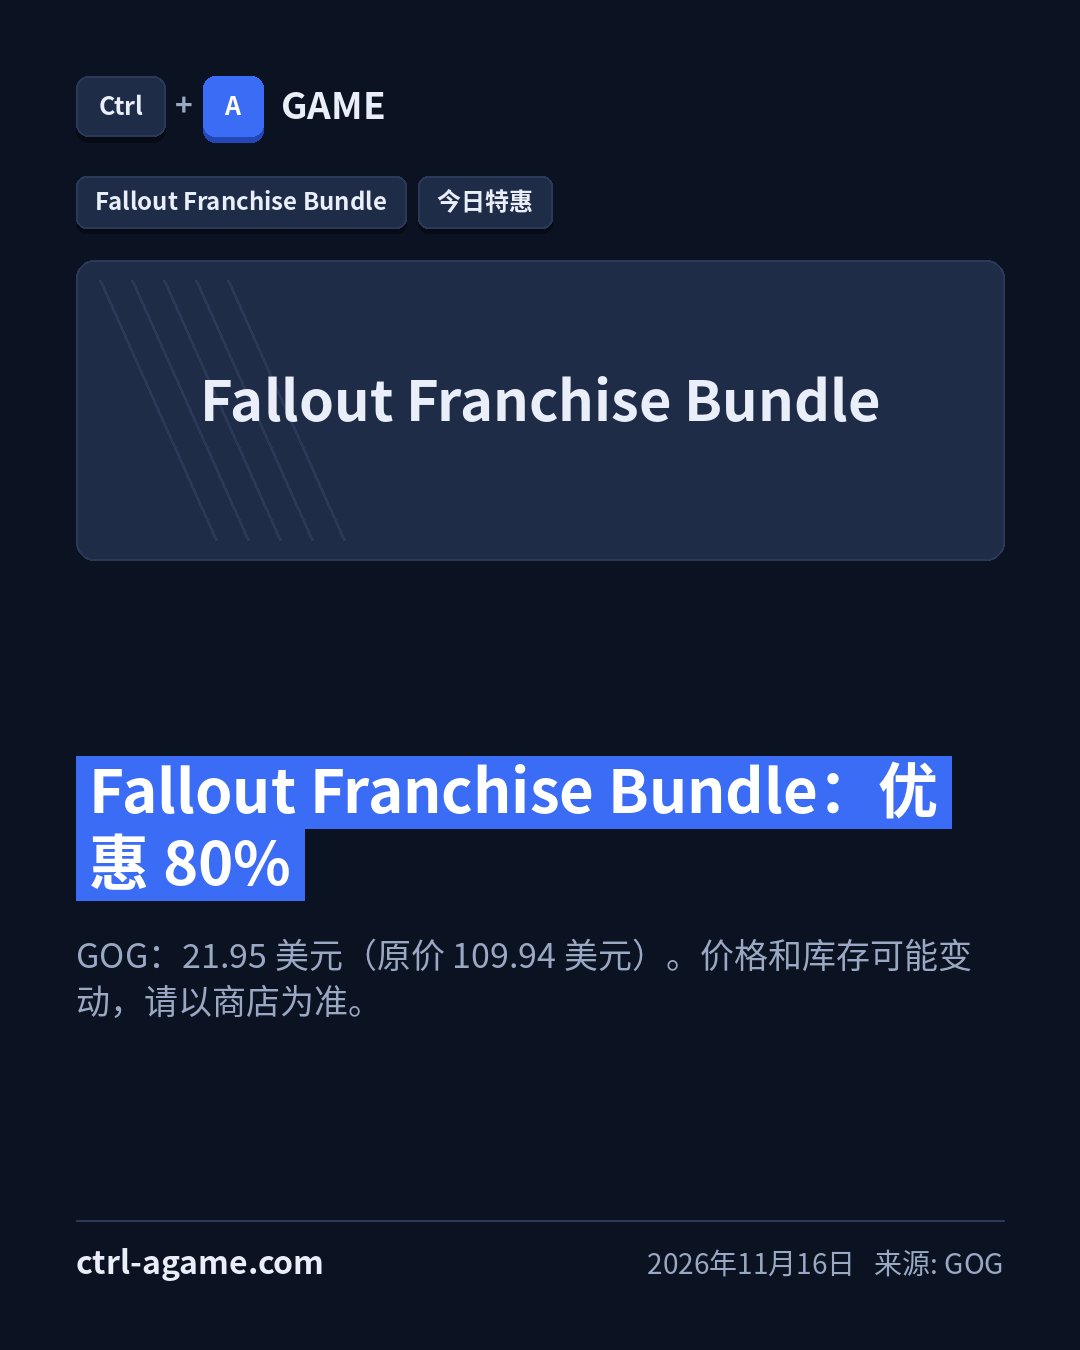 Ctrl + A GAME
Fallout Franchise Bundle 今日特惠
Fallout Franchise Bundle
Fallout Franchise Bundle：优
惠 80%
GOG：21.95 美元（原价 109.94 美元）。价格和库存可能变
动，请以商店为准。
ctrl-agame.com 2026年11月16日 来源: GOG